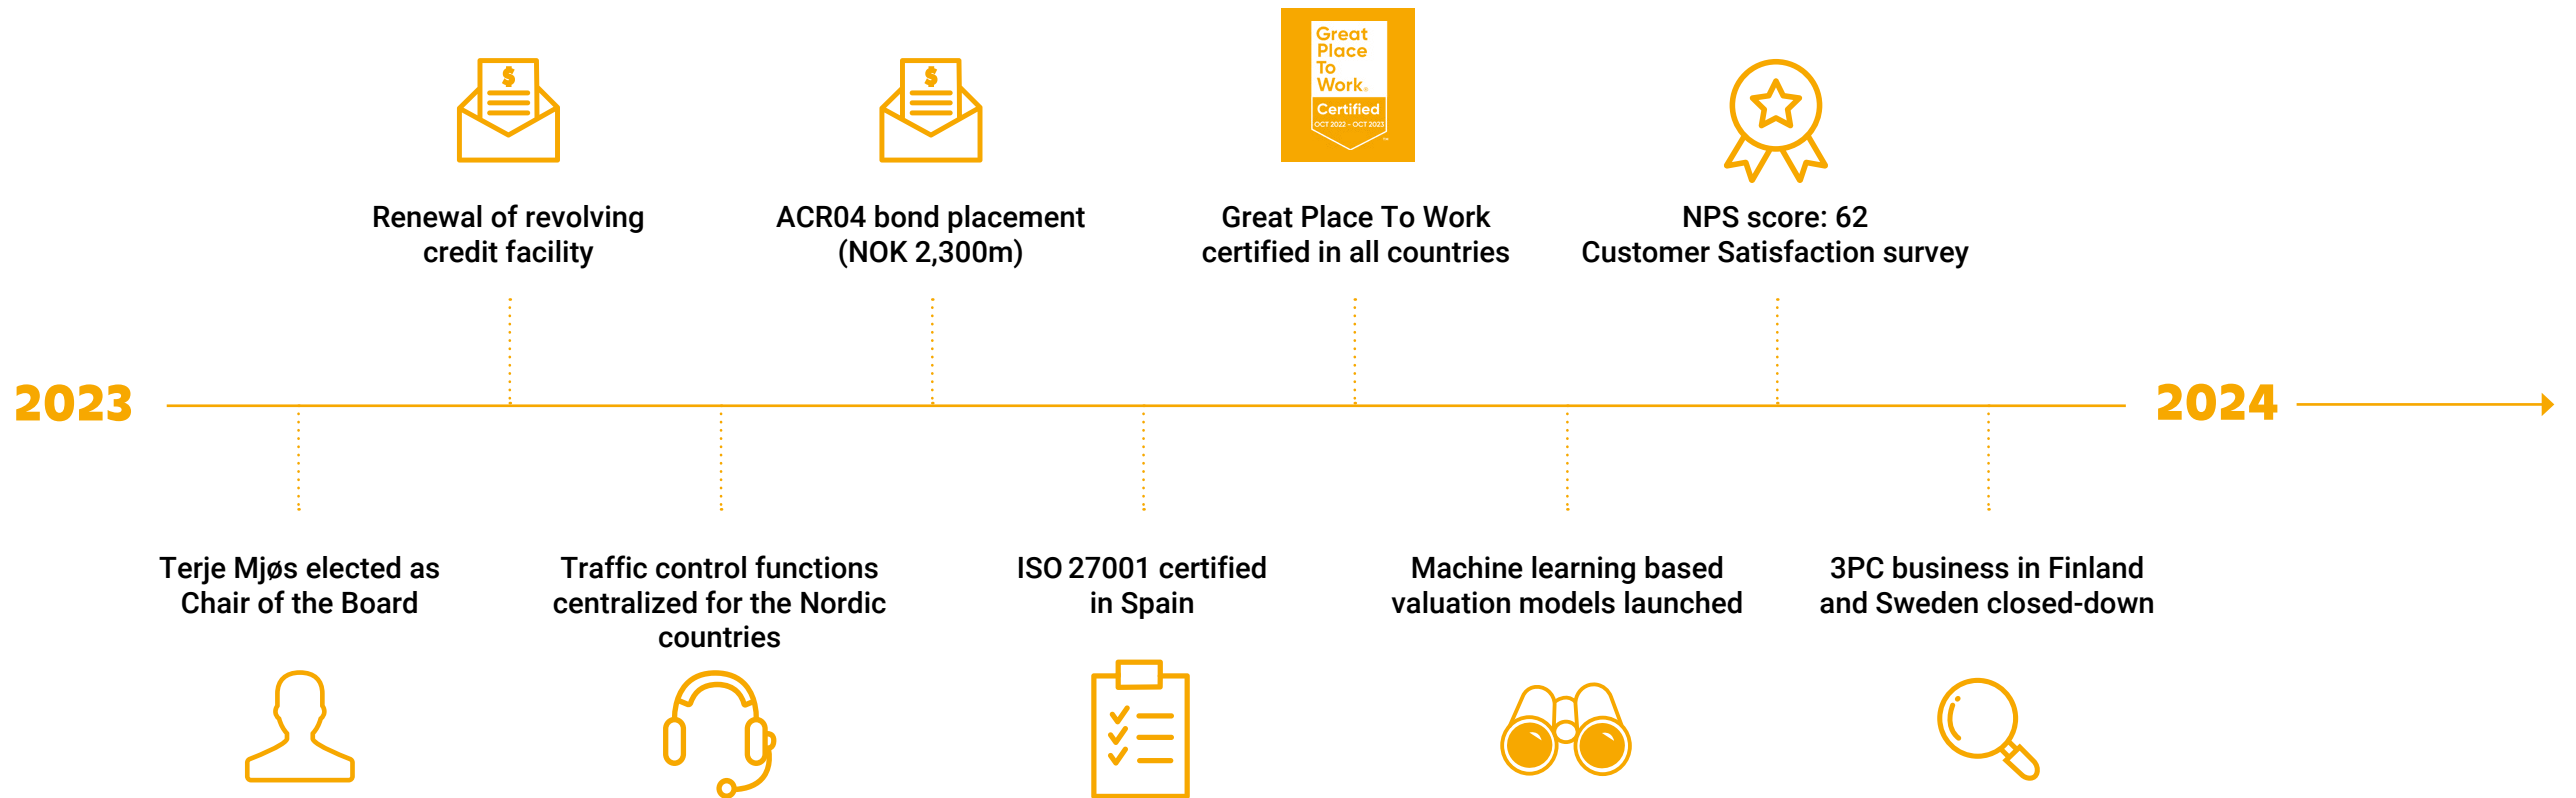 Great
Place
To
Work®
Certified
OCT 2022 - OCT 2023
™
$
$
Renewal of revolving
credit facility
ACR04 bond placement
(NOK 2,300m)
Great Place To Work
certified in all countries
NPS score: 62
Customer Satisfaction survey
2023
2024
Terje Mjøs elected as
Chair of the Board
Traffic control functions
centralized for the Nordic
countries
ISO 27001 certified
in Spain
Machine learning based
valuation models launched
3PC business in Finland
and Sweden closed-down